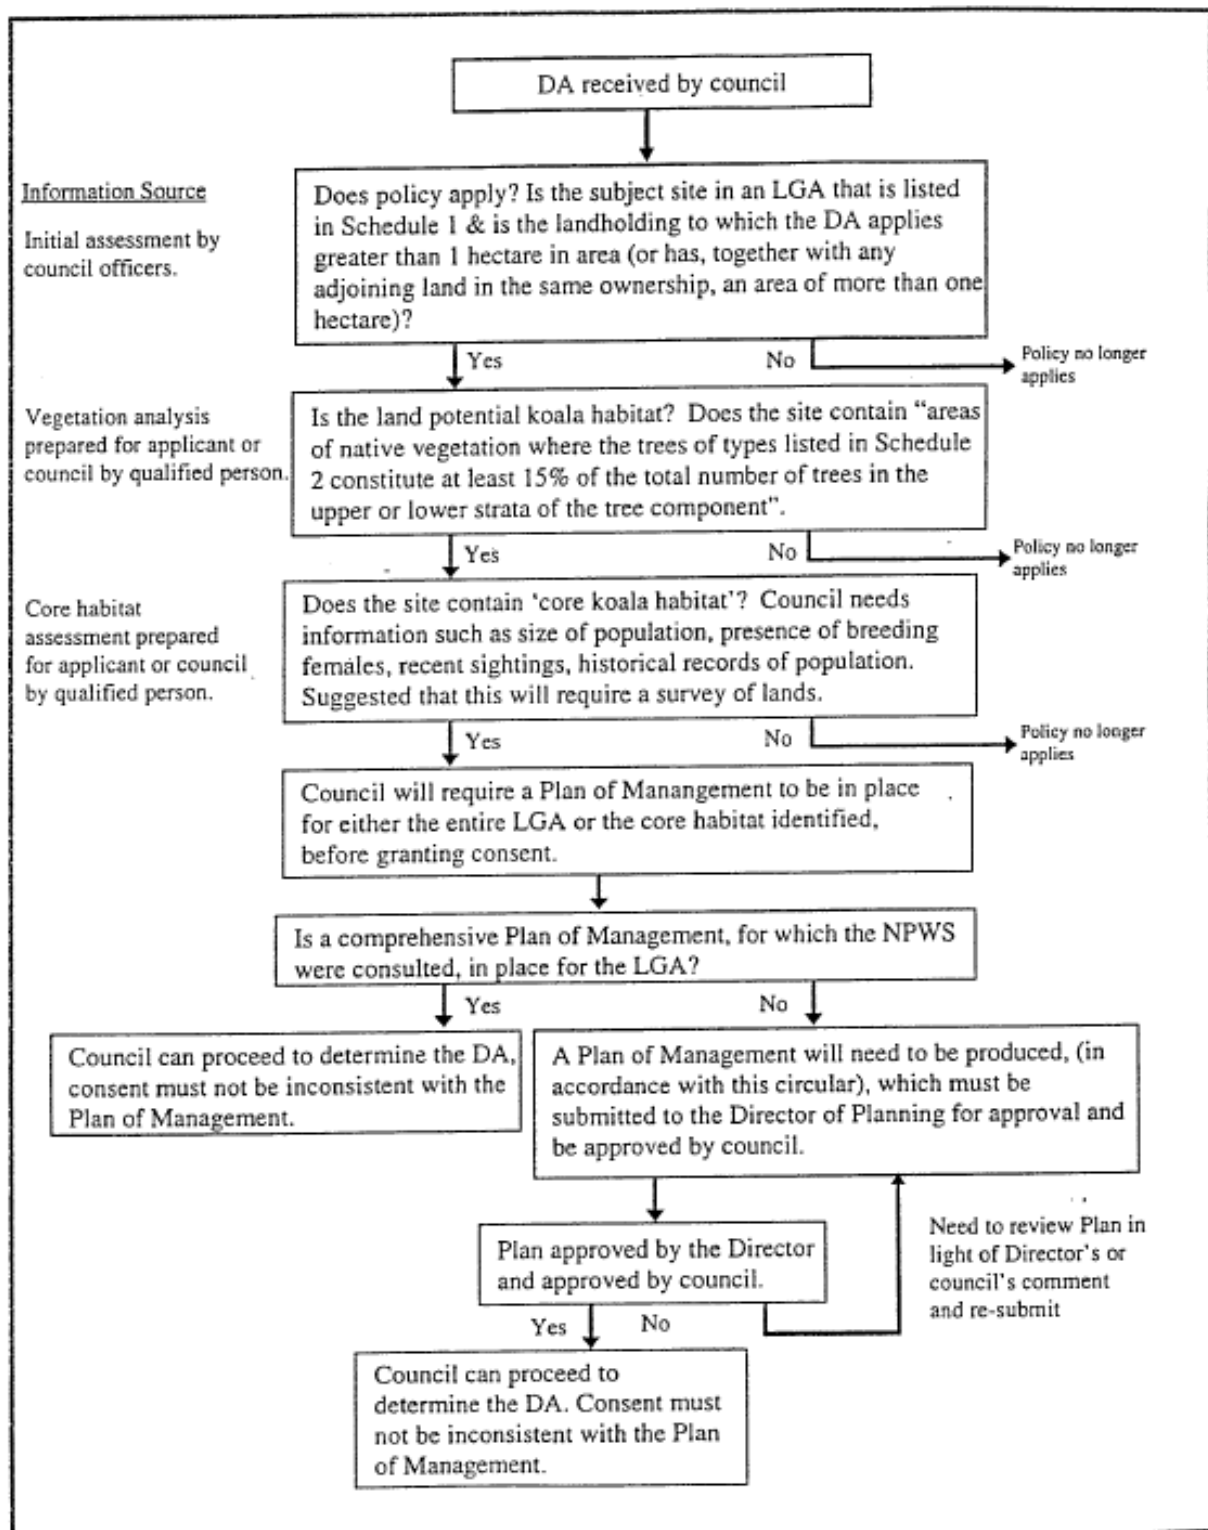 DA received by council
Information Source
Initial assessment by
council officers.
Does policy apply? Is the subject site in an LGA that is listed
in Schedule 1 & is the landholding to which the DA applies
greater than 1 hectare in area (or has, together with any
adjoining land in the same ownership, an area of more than one
hectare)?
Yes
No
Policy no longer
applies
Vegetation analysis
prepared for applicant or
council by qualified person.
Is the land potential koala habitat? Does the site contain “areas
of native vegetation where the trees of types listed in Schedule
2 constitute at least 15% of the total number of trees in the
upper or lower strata of the tree component”.
Yes
No
Policy no longer
applies
Core habitat
assessment prepared
for applicant or council
by qualified person.
Does the site contain ‘core koala habitat’? Council needs
information such as size of population, presence of breeding
females, recent sightings, historical records of population.
Suggested that this will require a survey of lands.
Yes
No
Policy no longer
applies
Council will require a Plan of Manangement to be in place
for either the entire LGA or the core habitat identified,
before granting consent.
Is a comprehensive Plan of Management, for which the NPWS
were consulted, in place for the LGA?
Yes
No
Council can proceed to determine the DA,
consent must not be inconsistent with the
Plan of Management.
A Plan of Management will need to be produced, (in
accordance with this circular), which must be
submitted to the Director of Planning for approval and
be approved by council.
Plan approved by the Director
and approved by council.
Need to review Plan in
light of Director’s or
council’s comment
and re-submit
Yes
No
Council can proceed to
determine the DA. Consent must
not be inconsistent with the Plan
of Management.